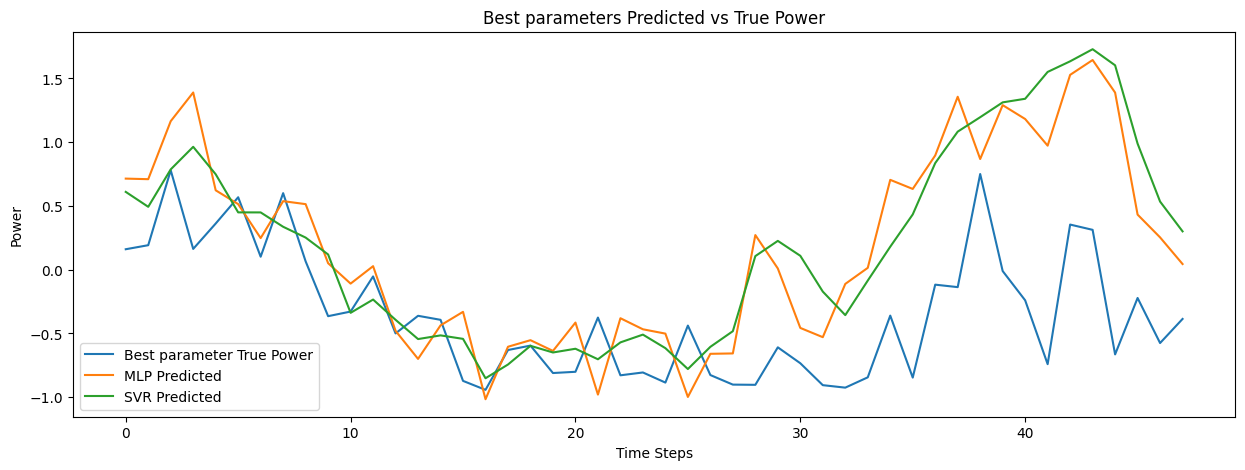 Best parameters Predicted vs True Power
Power
1.5
1.0
0.5
0.0
−0.5
−1.0
Best parameter True Power
MLP Predicted
SVR Predicted
0 10 20 30 40
Time Steps